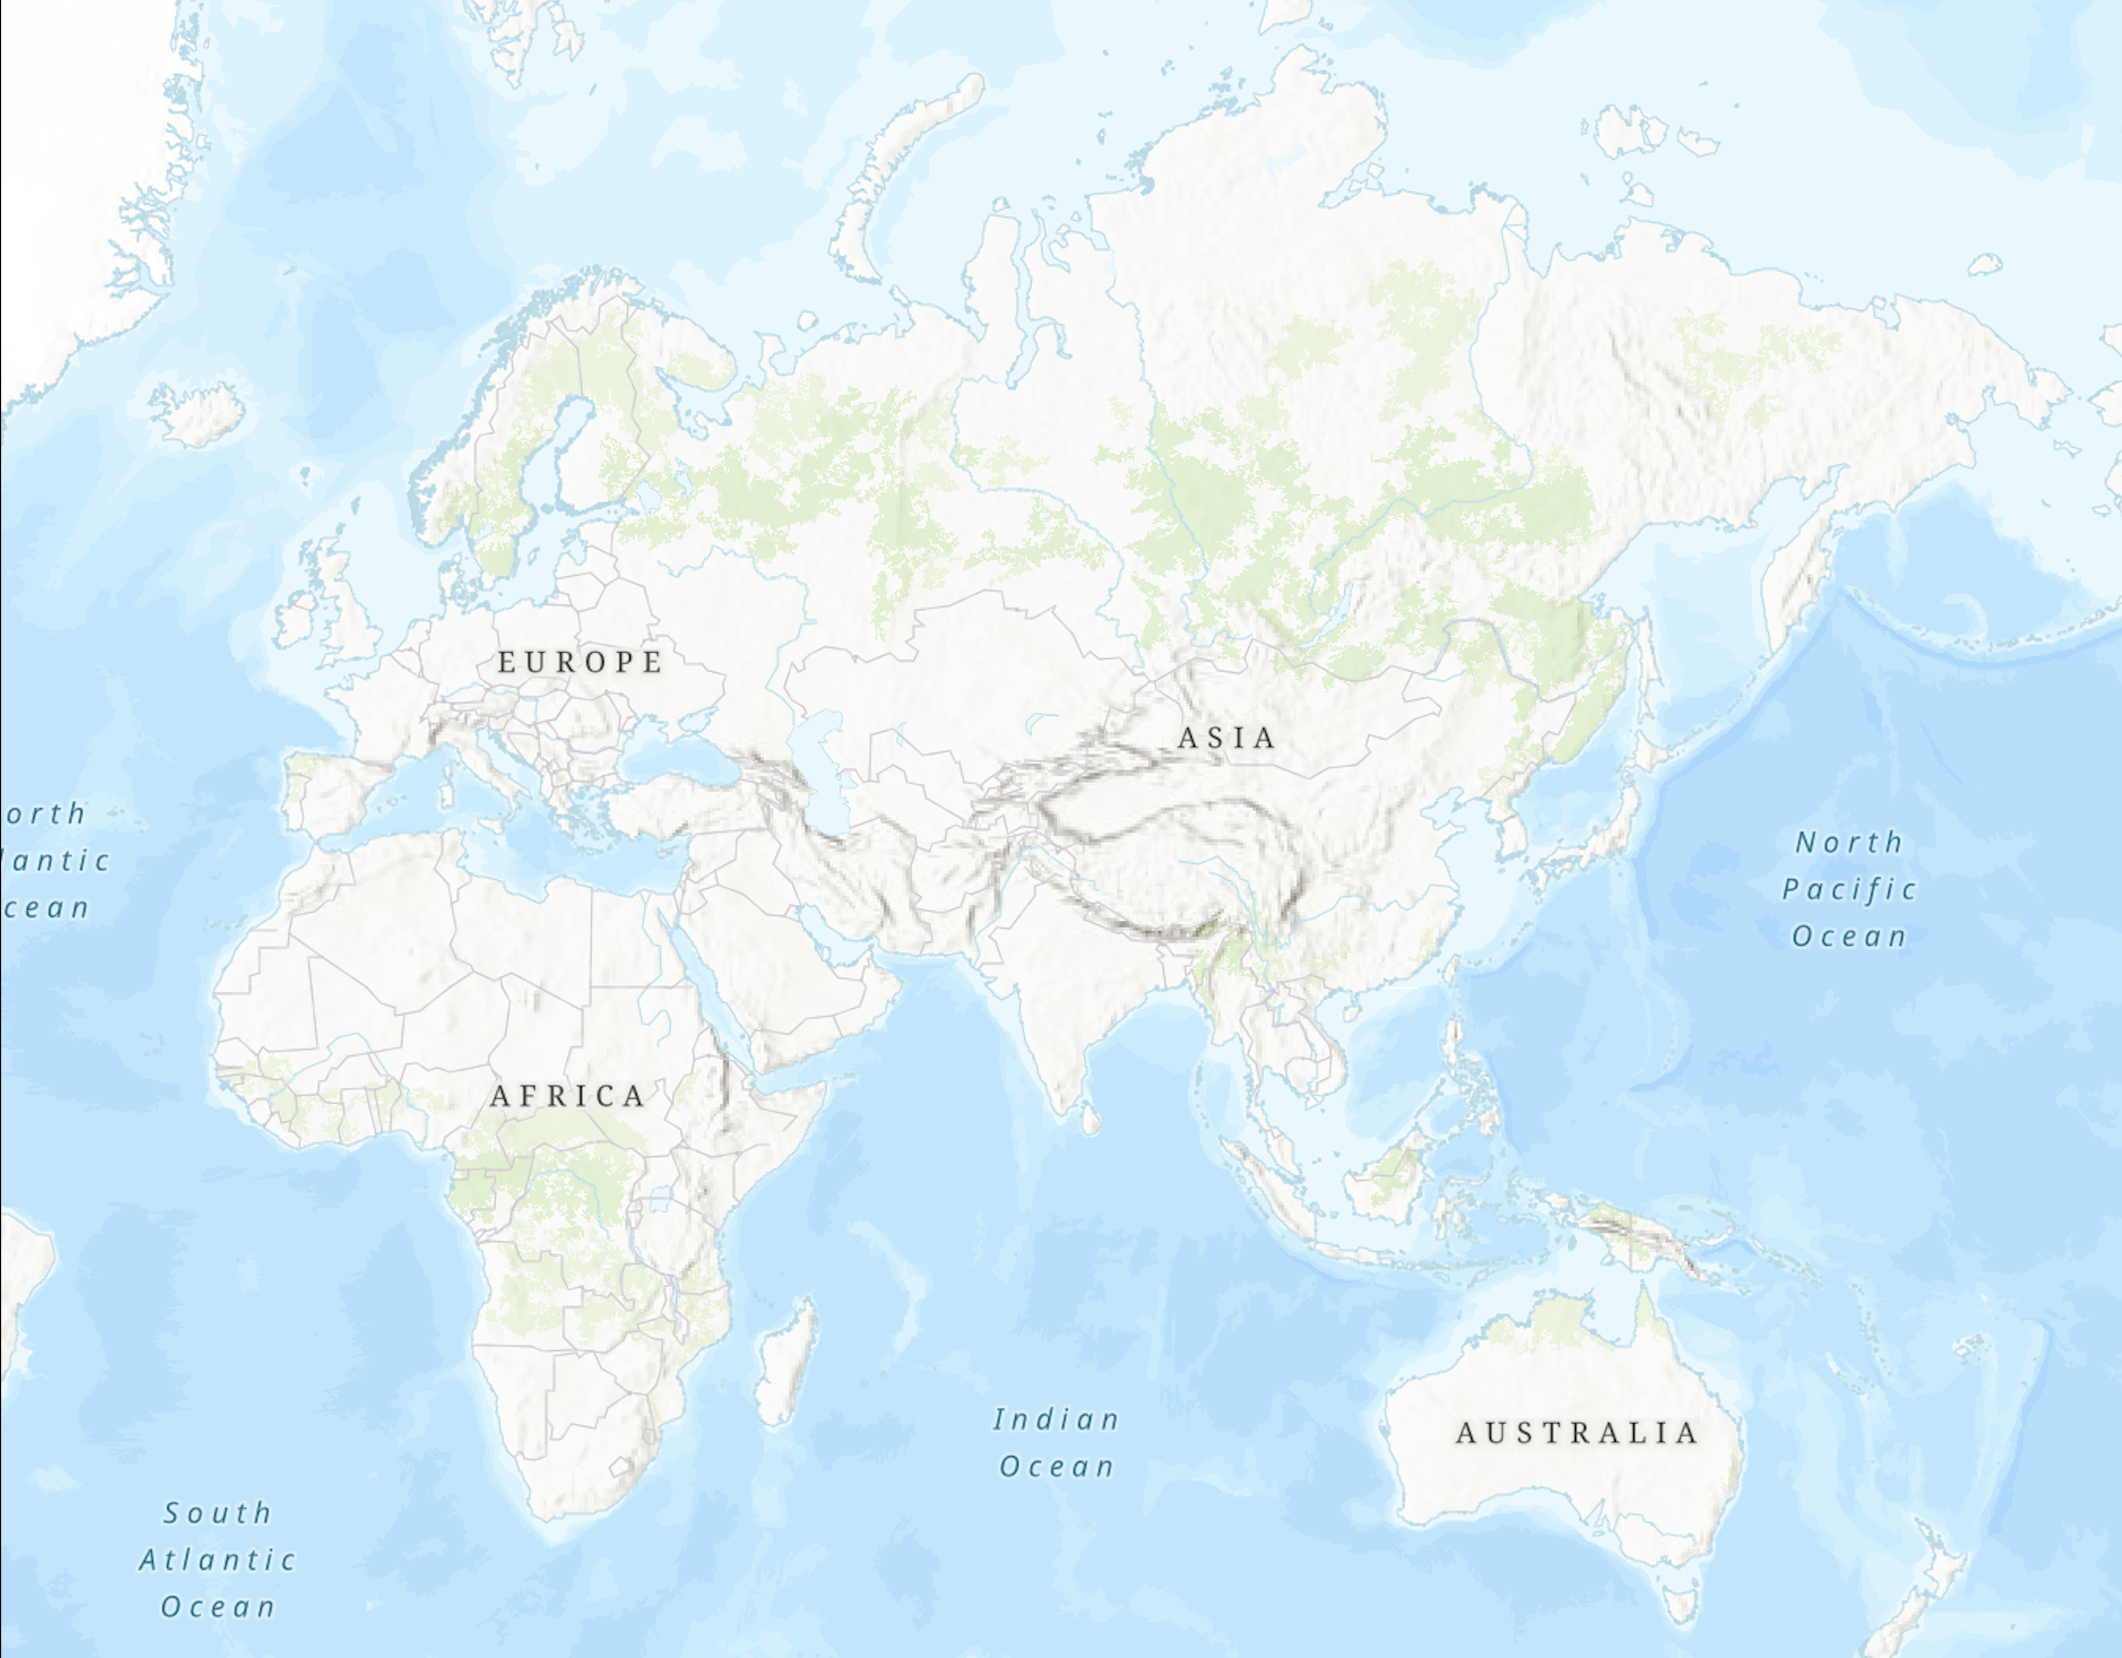 EUROPE
ASIA
orth
lantic
cean
North
Pacific
Ocean
AFRICA
Indian
Ocean
AUSTRALIA
South
Atlantic
Ocean